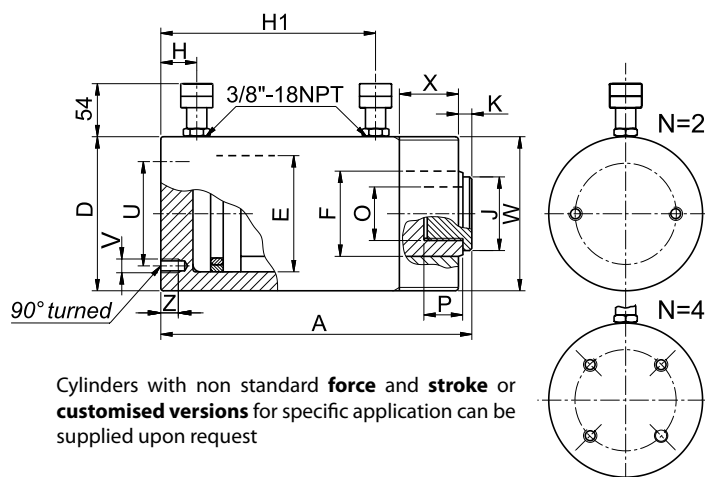 H1
H
X
K
54
3/8"-18NPT
N=2
D
U
V
E
F
O
J
W
Z
P
90° turned
A
N=4
Cylinders with non standard force and stroke or
customised versions for specific application can be
supplied upon request